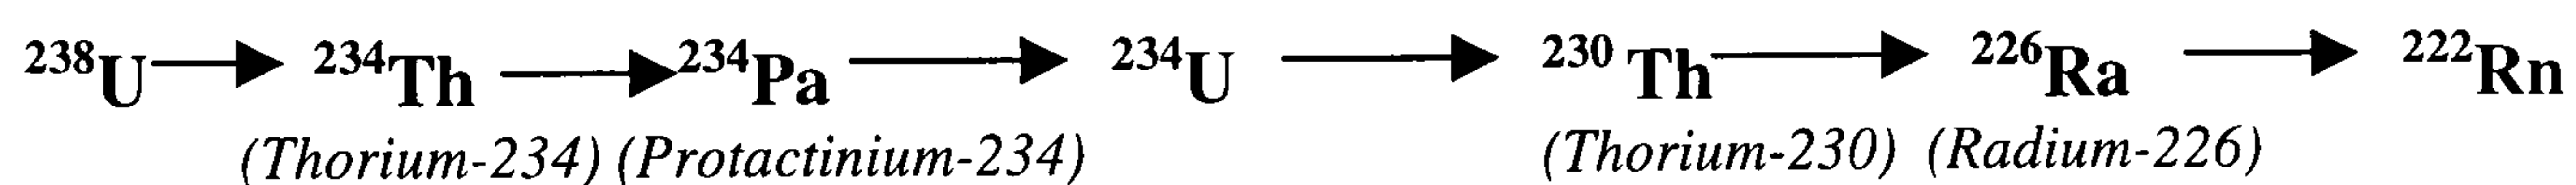 ²³⁸U → ²³⁴Th → ²³⁴Pa → ²³⁴U → ²³⁰Th → ²²⁶Ra → ²²²Rn
(Thorium-234) (Protactinium-234) (Thorium-230) (Radium-226)